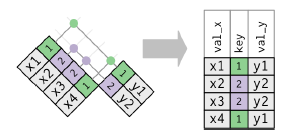 x1 1
x2 2
x3 2
x4 1
1 y1
2 y2
val_x key val_y
x1 1 y1
x2 2 y2
x3 2 y2
x4 1 y1